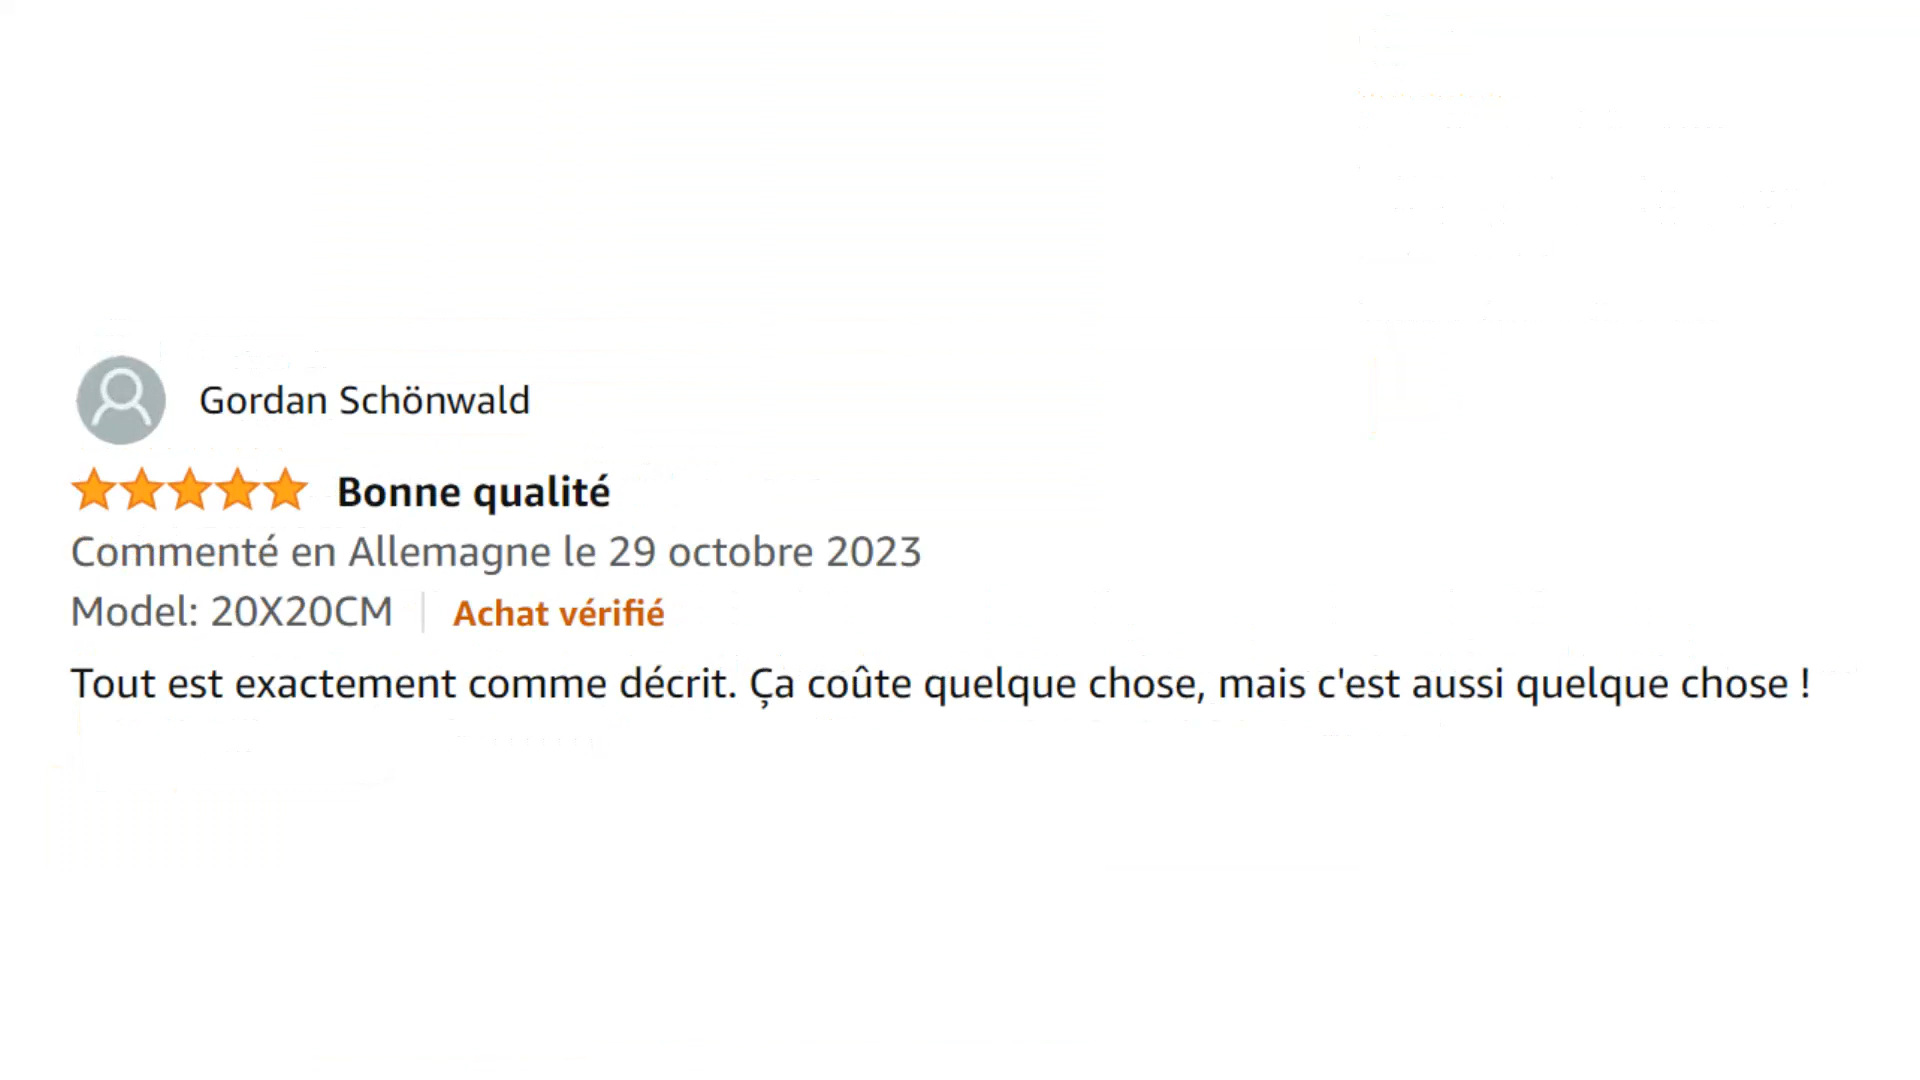 Gordan Schönwald
Bonne qualité
Commenté en Allemagne le 29 octobre 2023
Model: 20X20CM | Achat vérifié
Tout est exactement comme décrit. Ça coûte quelque chose, mais c'est aussi quelque chose !